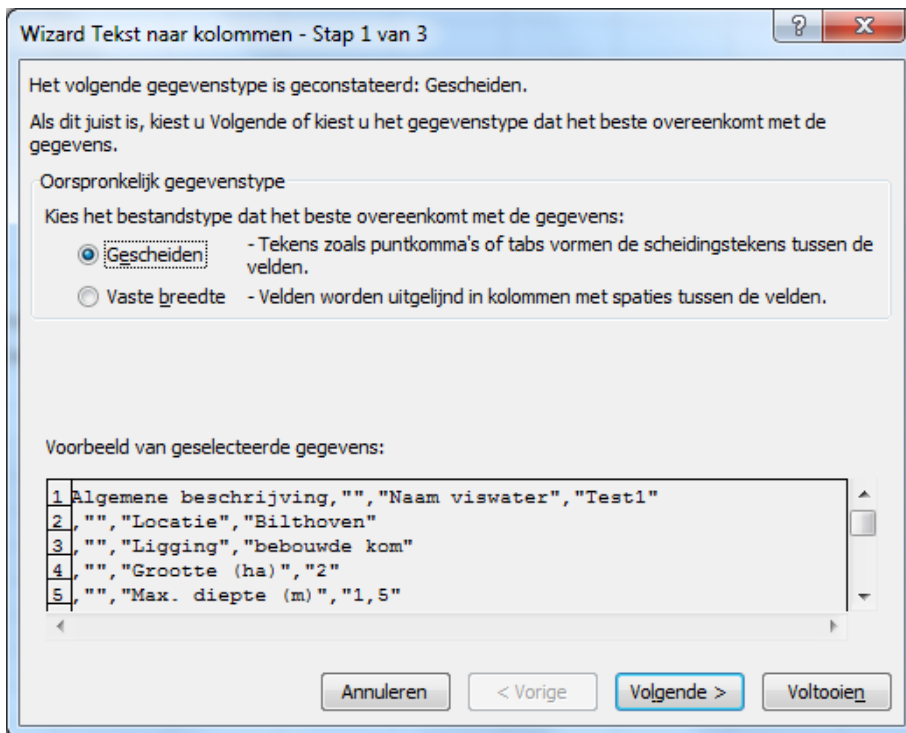 Wizard Tekst naar kolommen - Stap 1 van 3
Het volgende gegevenstype is geconstateerd: Gescheiden.
Als dit juist is, kiest u Volgende of kiest u het gegevenstype dat het beste overeenkomt met de
gegevens.
Oorspronkelijk gegevenstype
Kies het bestandstype dat het beste overeenkomt met de gegevens:
Gescheiden - Tekens zoals puntkomma's of tabs vormen de scheidingstekens tussen de
velden.
Vaste breedte - Velden worden uitgelijnd in kolommen met spaties tussen de velden.
Voorbeeld van geselecteerde gegevens:
1 Algemene beschrijving,"","Naam viswater","Test1"
2 ,"","Locatie","Bilthoven"
3 ,"","Ligging","bebouwde kom"
4 ,"","Grootte (ha)","2"
5 ,"","Max. diepte (m)","1,5"
Annuleren < Vorige Volgende > Voltooien